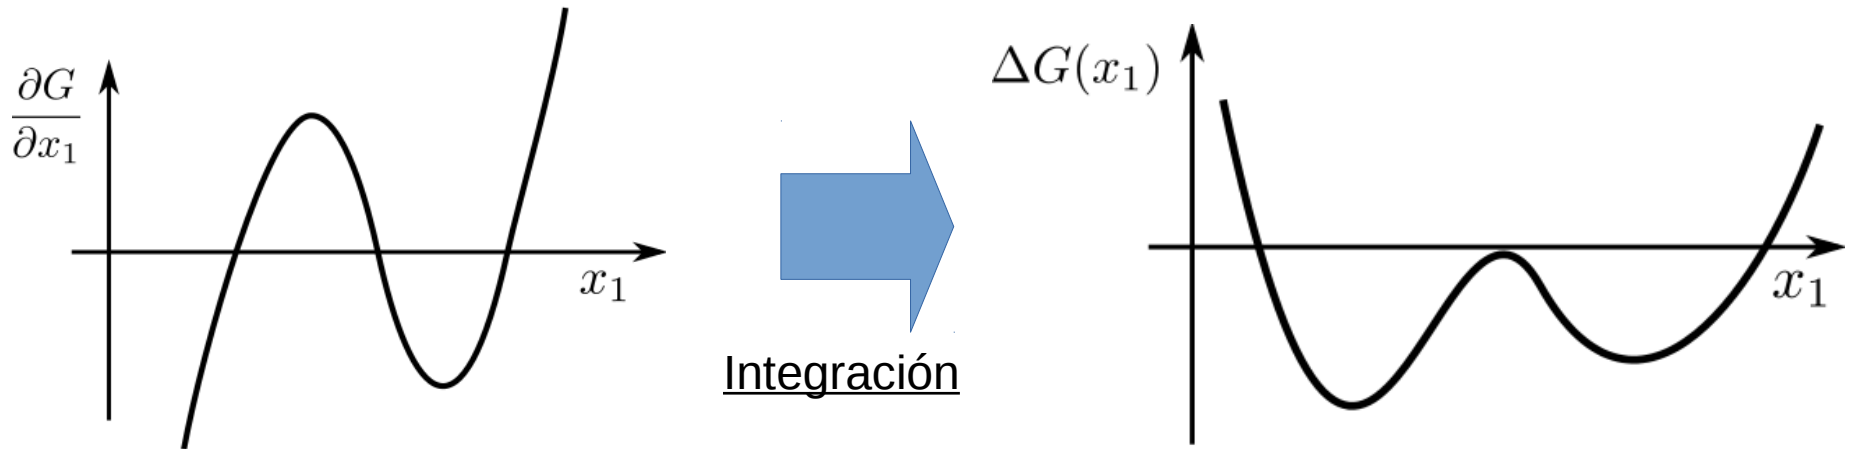 ∂G
∂x₁
x₁
Integración
ΔG(x₁)
x₁